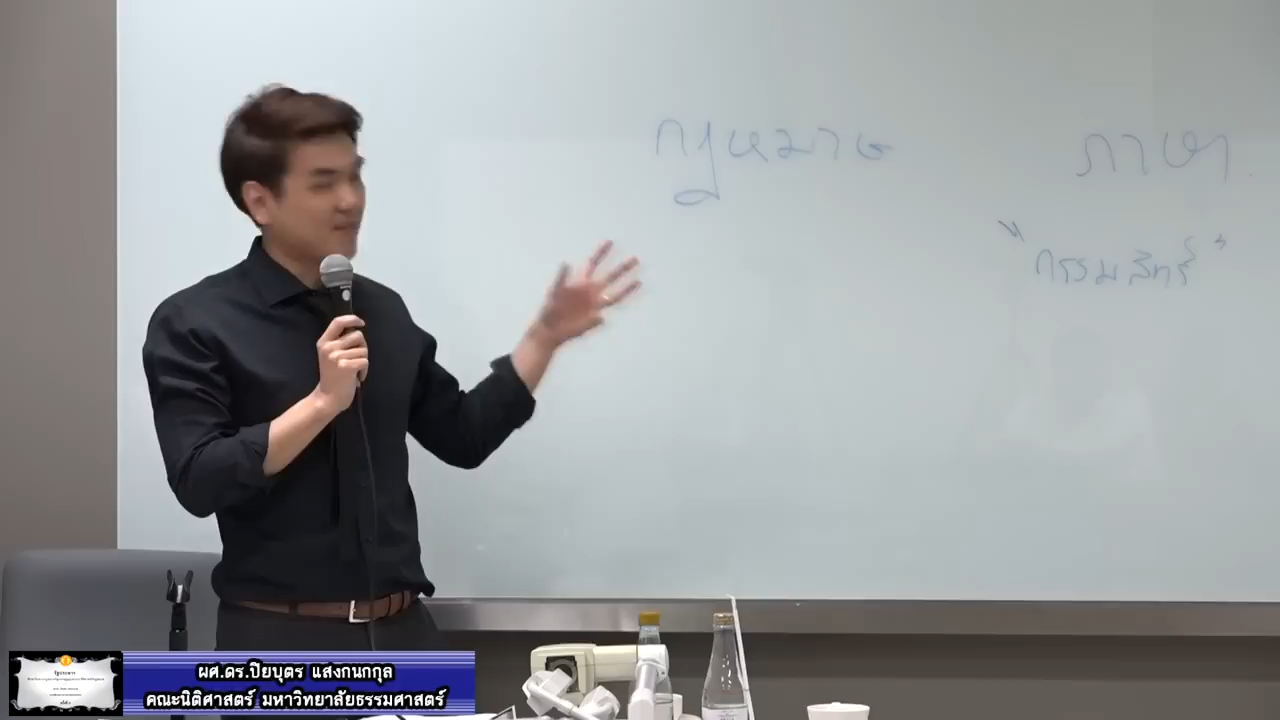 กฎหมาย ภาษา
"กรรมสิทธิ์"
ผศ.ดร.ปิยบุตร แสงกนกกุล
คณะนิติศาสตร์ มหาวิทยาลัยธรรมศาสตร์